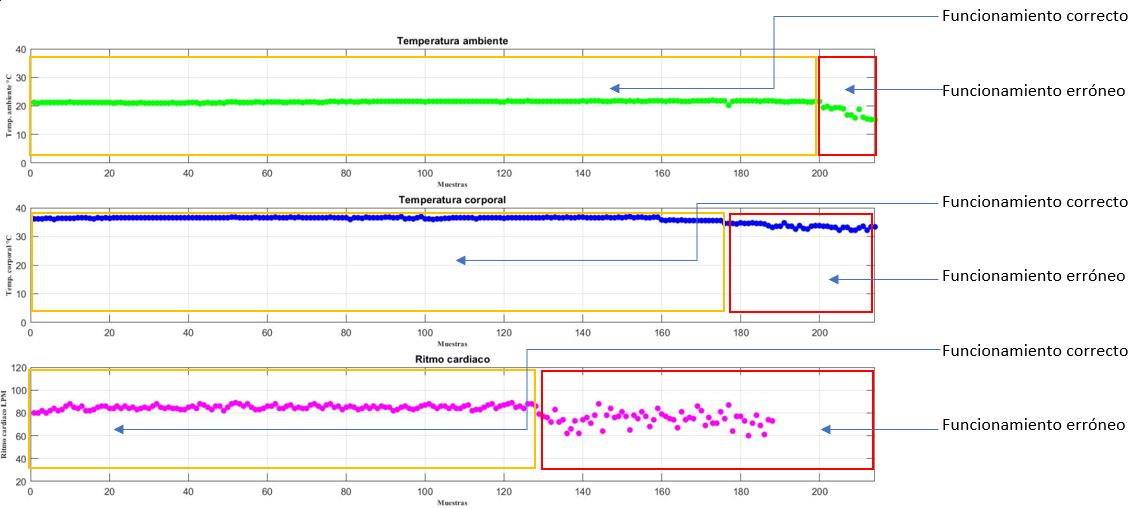 Funcionamiento correcto
Temperatura ambiente
Funcionamiento erróneo
Temp. ambiente °C
40
30
20
10
0
0 20 40 60 80 100 120 140 160 180 200
Muestras
Funcionamiento correcto
Temperatura corporal
Funcionamiento erróneo
Temp. corporal °C
40
30
20
10
0
0 20 40 60 80 100 120 140 160 180 200
Muestras
Funcionamiento correcto
Ritmo cardiaco
Funcionamiento erróneo
Ritmo cardiaco LPM
120
100
80
60
40
20
0 20 40 60 80 100 120 140 160 180 200
Muestras